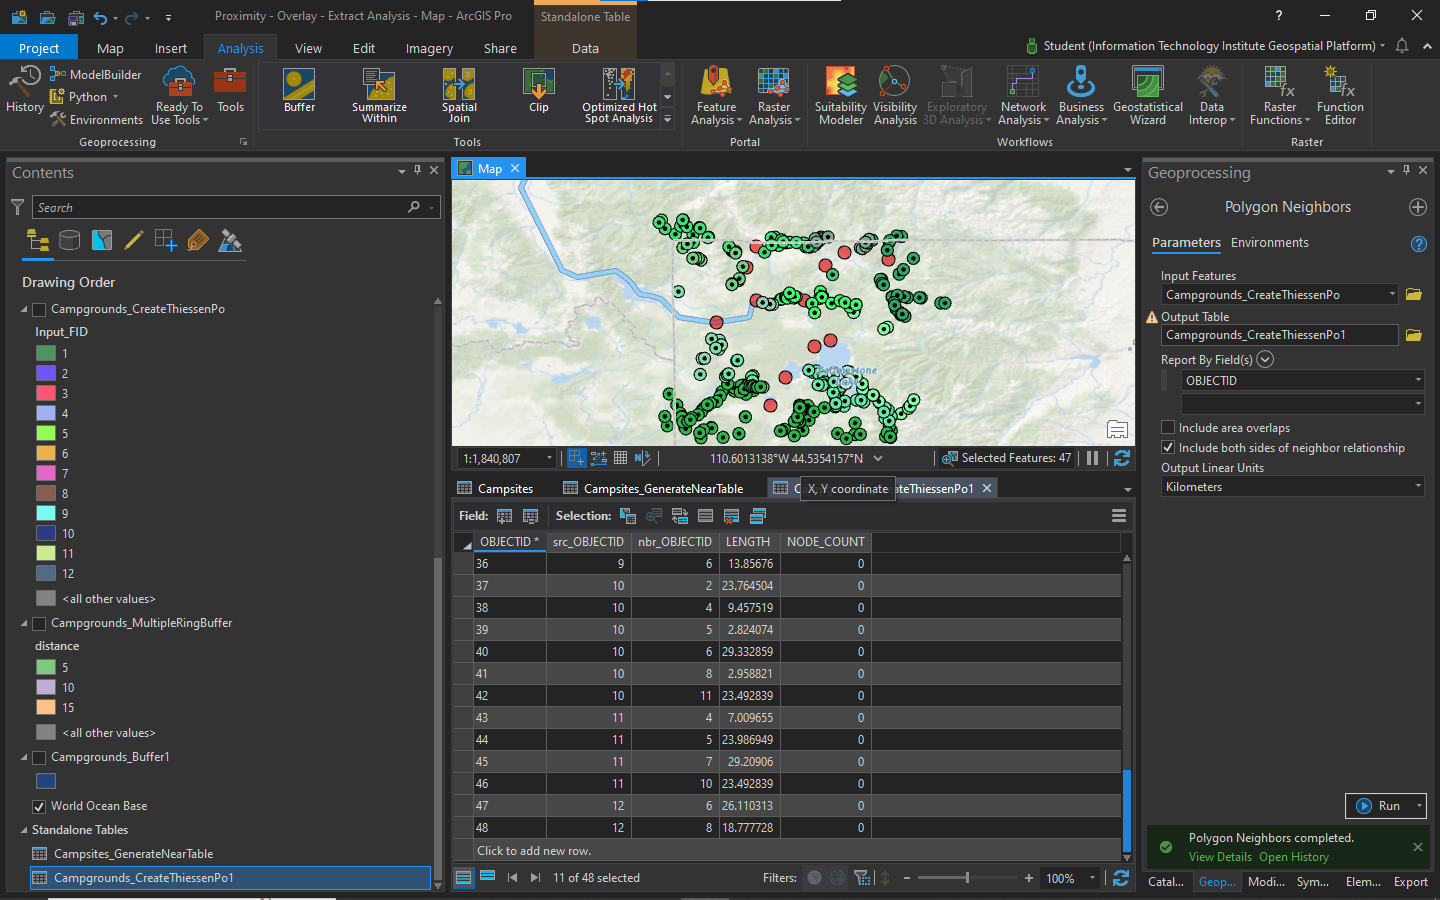 Proximity - Overlay - Extract Analysis - Map - ArcGIS Pro
Standalone Table
?
Project
Map
Insert
Analysis
View
Edit
Imagery
Share
Data
Student (Information Technology Institute Geospatial Platform)
History
ModelBuilder
Python
Environments
Ready To Use Tools
Tools
Geoprocessing
Buffer
Summarize Within
Spatial Join
Clip
Optimized Hot Spot Analysis
Tools
Feature Analysis
Raster Analysis
Portal
Suitability Modeler
Visibility Analysis
Exploratory 3D Analysis
Network Analysis
Business Analysis
Geostatistical Wizard
Data Interop
Workflows
Raster Functions
Function Editor
Raster
Contents
Search
Drawing Order
Campgrounds_CreateThiessenPo
Input_FID
1
2
3
4
5
6
7
8
9
10
11
12
<all other values>
Campgrounds_MultipleRingBuffer
distance
5
10
15
<all other values>
Campgrounds_Buffer1
World Ocean Base
Standalone Tables
Campsites_GenerateNearTable
Campgrounds_CreateThiessenPo1
Map
Yellowstone
Lake
1:1,840,807
110.6013138°W 44.5354157°N
Selected Features: 47
Campsites
Campsites_GenerateNearTable
C
X, Y coordinate
ateThiessenPo1
Field:
Selection:
OBJECTID * src_OBJECTID nbr_OBJECTID LENGTH NODE_COUNT
36 9 6 13.85676 0
37 10 2 23.764504 0
38 10 4 9.457519 0
39 10 5 2.824074 0
40 10 6 29.332859 0
41 10 8 2.958821 0
42 10 11 23.492839 0
43 11 4 7.009655 0
44 11 5 23.986949 0
45 11 7 29.20906 0
46 11 10 23.492839 0
47 12 6 26.110313 0
48 12 8 18.777728 0
Click to add new row.
11 of 48 selected
Filters:
100%
Geoprocessing
Polygon Neighbors
Parameters
Environments
?
Input Features
Campgrounds_CreateThiessenPo
Output Table
Campgrounds_CreateThiessenPo1
Report By Field(s)
OBJECTID
Include area overlaps
Include both sides of neighbor relationship
Output Linear Units
Kilometers
Run
Polygon Neighbors completed.
View Details Open History
Catal...
Geop...
Modi...
Sym...
Elem...
Export